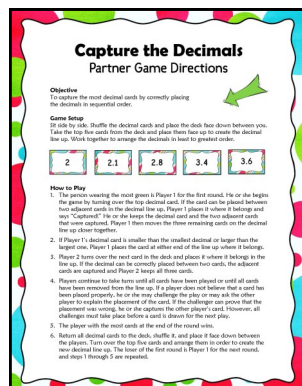 Capture the Decimals
Partner Game Directions
Objective
To capture the most decimal cards by correctly placing
the decimals in sequential order.
Game Setup
Sit side by side. Shuffle the decimal cards and place the deck face down between you.
Take the top five cards from the deck and place them face up to create the decimal
line up. Work together to arrange the decimals in least to greatest order.
2 2.1 2.8 3.4 3.6
How to Play
1. The person wearing the most green is Player 1 for the first round. He or she begins
the game by turning over the top decimal card. If the card can be placed between
two adjacent cards in the decimal line up, Player 1 places it where it belongs and
says "Captured!" He or she keeps the decimal card and the two adjacent cards
that were captured. Player 1 then moves the three remaining cards on the decimal
line up closer together.
2. If Player 1's decimal card is smaller than the smallest decimal or larger than the
largest one, Player 1 places the card at either end of the line up where it belongs.
3. Player 2 turns over the next card in the deck and places it where it belongs in the
line up. If the decimal can be correctly placed between two cards, the adjacent
cards are captured and Player 2 keeps all three cards.
4. Players continue to take turns until all cards have been played or until all cards
have been removed from the line up. If a player does not believe that a card has
been placed properly, he or she may challenge the play or may ask the other
player to explain the placement of the card. If the challenger can prove that the
placement was wrong, he or she captures the other player's card. However, all
challenges must take place before a card is drawn for the next play.
5. The player with the most cards at the end of the round wins.
6. Return all decimal cards to the deck, shuffle it, and place it face down between
the players. Turn over the top five cards and arrange them in order to create the
new decimal line up. The loser of the first round is Player 1 for the next round,
and steps 1 through 5 are repeated.